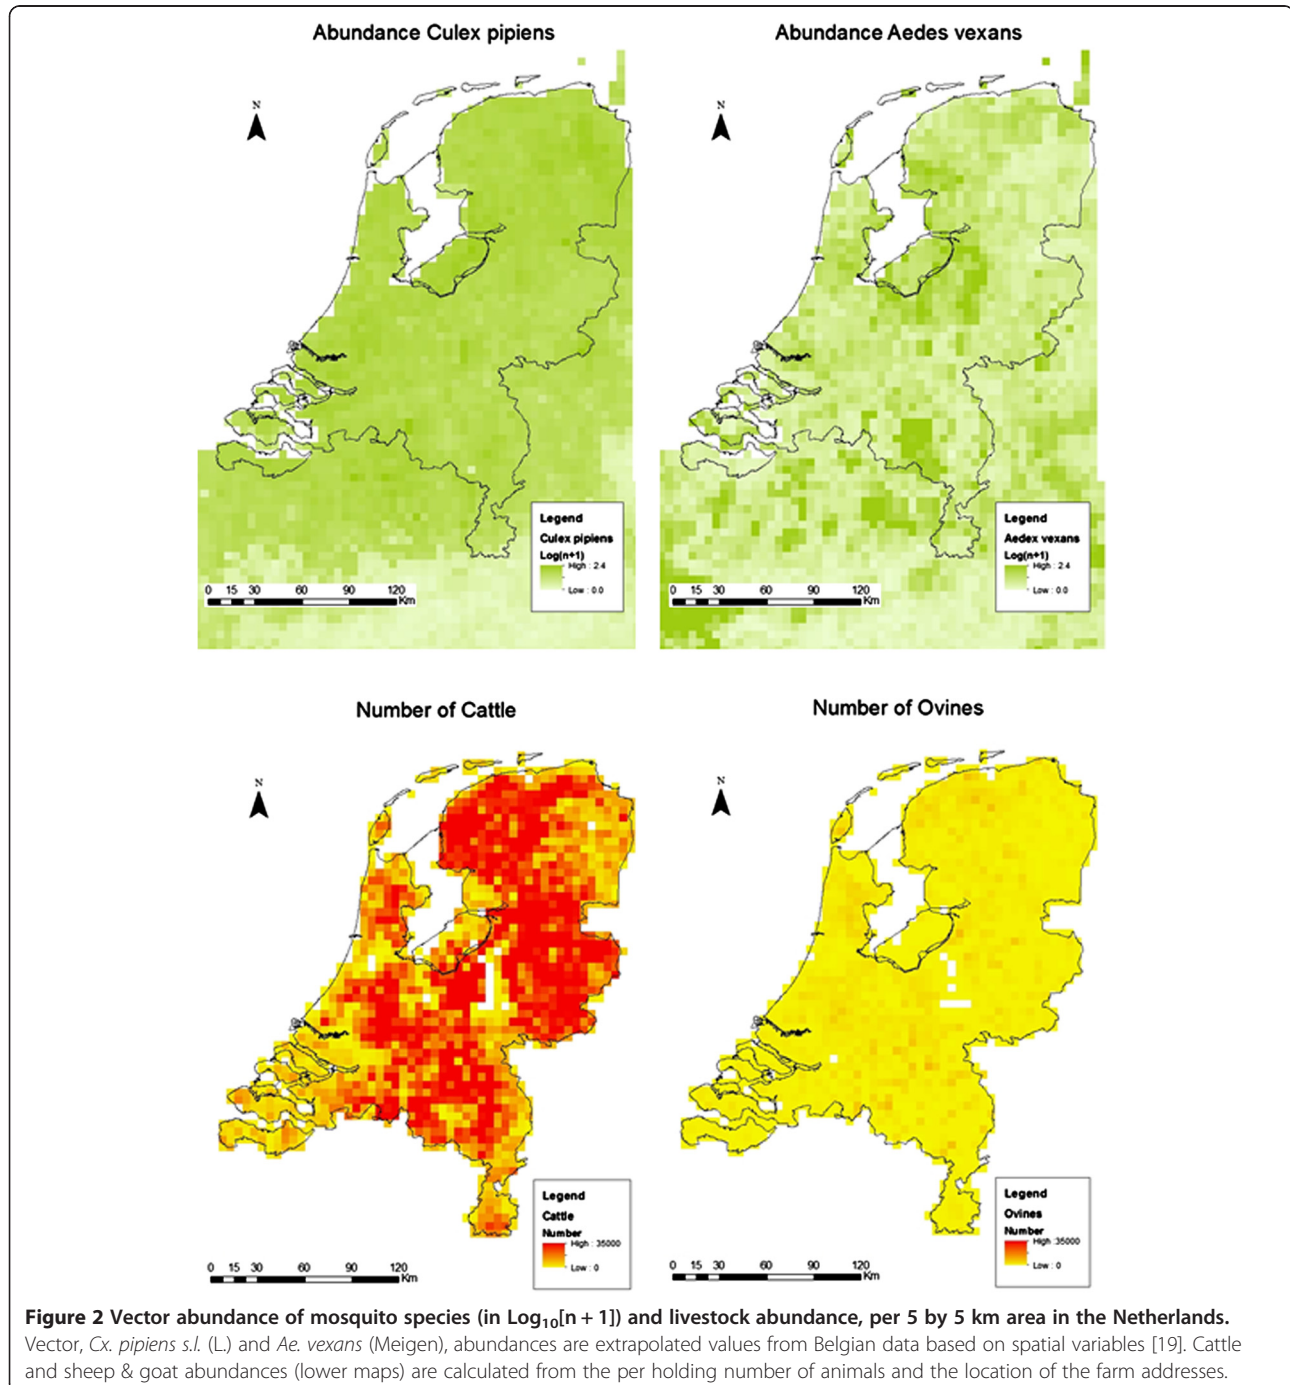 Abundance Culex pipiens
Abundance Aedes vexans
N
N
Legend
Culex pipiens
Log(n+1)
High : 2.4
Low : 0.0
0 15 30 60 90 120
Km
Legend
Aedex vexans
Log(n+1)
High : 2.4
Low : 0.0
0 15 30 60 90 120
Km
Number of Cattle
Number of Ovines
N
N
Legend
Cattle
Number
High : 35000
Low : 0
0 15 30 60 90 120
Km
Legend
Ovines
Number
High :35000
Low : 0
0 15 30 60 90 120
Km
Figure 2 Vector abundance of mosquito species (in Log10[n + 1]) and livestock abundance, per 5 by 5 km area in the Netherlands.
Vector, Cx. pipiens s.l. (L.) and Ae. vexans (Meigen), abundances are extrapolated values from Belgian data based on spatial variables [19]. Cattle
and sheep & goat abundances (lower maps) are calculated from the per holding number of animals and the location of the farm addresses.